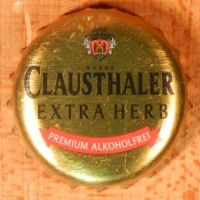 CLAUSTHALER
EXTRA HERB
PREMIUM ALKOHOLFREI